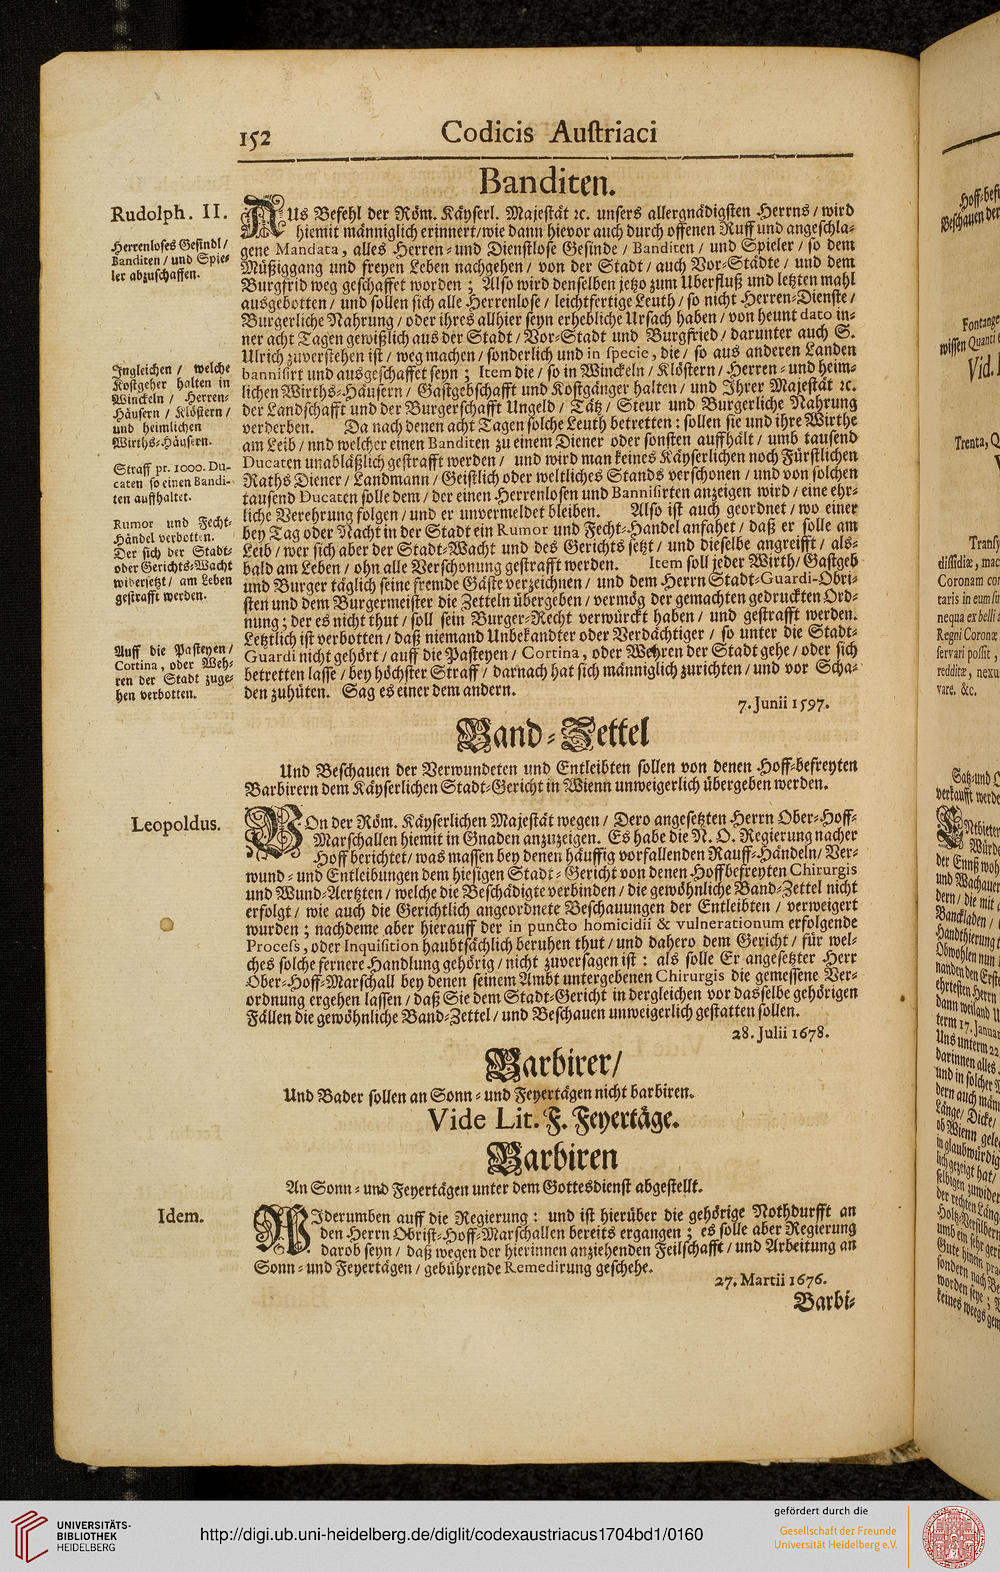 152 Codicis Austriaci
Banditen.
Rudolph. II.
Herrenloses Gesindl /
Banditen / und Spie-
ler abzuschaffen.
AUs Befehl der Röm. Käyserl. Majestät ꝛc. unsers allergnädigsten Herrns / wird
hiemit männiglich erinnert / wie dann hievor auch durch offenen Ruff und angeschla-
gene Mandata, alles Herren- und Dienstlose Gesinde / Banditen / und Spieler / so dem
Müßiggang und freyen Leben nachgehen / von der Stadt / auch Vor-Städte / und dem
Burgfrid weg geschaffet worden ; Also wird denselben jetzo zum Uberfluß und letzten mahl
ausgebotten / und sollen sich alle Herrenlose / leichtfertige Leuth / so nicht Herren-Dienste /
Burgerliche Nahrung / oder ihres allhier seyn erhebliche Ursach haben / von heunt dato in-
ner acht Tagen gewißlich aus der Stadt / Vor-Stadt und Burgfried / darunter auch S.
Ulrich zuverstehen ist / weg machen / sonderlich und in specie, die / so aus anderen Landen
bannisirt und ausgeschaffet seyn ; Item die / so in Winckeln / Klöstern / Herren- und heim-
lichen Wirths-Häusern / Gastgebschafft und Kostgänger halten / und Ihrer Majestät ꝛc.
der Landschafft und der Burgerschafft Ungeld / Tätz / Steur und Burgerliche Nahrung
verderben. Da nach denen acht Tagen solche Leuth betretten : sollen sie und ihre Wirthe
am Leib / nnd welcher einen Banditen zu einem Diener oder sonsten auffhält / umb tausend
Ducaten unabläßlich gestrafft werden / und wird man keines Käyserlichen noch Fürstlichen
Raths Diener / Landmann / Geistlich oder weltliches Stands verschonen / und von solchen
tausend Ducaten solle dem / der einen Herrenlosen und Bannisirten anzeigen wird / eine ehr-
liche Verehrung folgen / und er unvermeldet bleiben. Also ist auch geordnet / wo einer
bey Tag oder Nacht in der Stadt ein Rumor und Fecht-Handel anfahet / daß er solle am
Leib / wer sich aber der Stadt-Wacht und des Gerichts setzt / und dieselbe angreifft / als-
bald am Leben / ohn alle Verschonung gestrafft werden. Item soll jeder Wirth / Gastgeb
und Burger täglich seine fremde Gäste verzeichnen / und dem Herrn Stadt-Guardi-Obri-
sten und dem Burgermeister die Zetteln übergeben / vermög der gemachten gedruckten Ord-
nung ; der es nicht thut / soll sein Burger-Recht verwürckt haben / und gestrafft werden.
Letztlich ist verbotten / daß niemand Unbekandter oder Verdächtiger / so unter die Stadt-
Guardi nicht gehört / auff die Pasteyen / Cortina, oder Wehren der Stadt gehe / oder sich
betretten lasse / bey höchster Straff / darnach hat sich männiglich zurichten / und vor Scha-
den zuhüten. Sag es einer dem andern.
7. Junii 1597.
Ingleichen / welche
Kostgeher halten in
Winckeln / Herren-
Häusern / Klöstern /
und heimlichen
Wirths-Häusern.
Straff pr. 1000. Du-
caten so einen Bandi-
ten auffhaltet.
Rumor und Fecht-
Händel verbotten.
Der sich der Stadt-
oder Gerichts-Wacht
widersetzt / am Leben
gestrafft werden.
Auff die Pasteyen /
Cortina, oder Weh-
ren der Stadt zuge-
hen verbotten.
Band-Zettel
Und Beschauen der Verwundeten und Entleibten sollen von denen Hoff-befreyten
Barbirern dem Käyserlichen Stadt-Gericht in Wienn unweigerlich übergeben werden.
Leopoldus.
VOn der Röm. Käyserlichen Majestät wegen / Dero angesetzten Herrn Ober-Hoff-
Marschallen hiemit in Gnaden anzuzeigen. Es habe die N. O. Regierung nacher
Hoff berichtet / was massen bey denen häuffig vorfallenden Rauff-Händeln / Ver-
wund- und Entleibungen dem hiesigen Stadt-Gericht von denen Hoffbefreyten Chirurgis
und Wund-Aertzten / welche die Beschädigte verbinden / die gewöhnliche Band-Zettel nicht
erfolgt / wie auch die Gerichtlich angeordnete Beschauungen der Entleibten / verweigert
wurden ; nachdeme aber hierauff der in puncto homicidii & vulnerationum erfolgende
Process, oder Inquisition haubtsächlich beruhen thut / und dahero dem Gericht / für wel-
ches solche fernere Handlung gehörig / nicht zuversagen ist : als solle Er angesetzter Herr
Ober-Hoff-Marschall bey denen seinem Ambt untergebenen Chirurgis die gemessene Ver-
ordnung ergehen lassen / daß Sie dem Stadt-Gericht in dergleichen vor dasselbe gehörigen
Fällen die gewöhnliche Band-Zettel / und Beschauen unweigerlich gestatten sollen.
28. Julii 1678.
Barbirer /
Und Bader sollen an Sonn- und Feyertägen nicht barbiren.
Vide Lit. F. Feyertäge.
Barbiren
An Sonn- und Feyertägen unter dem Gottesdienst abgestellt.
Idem.
WIderumben auff die Regierung : und ist hierüber die gehörige Nothdurfft an
den Herrn Obrist-Hoff-Marschallen bereits ergangen ; es solle aber Regierung
darob seyn / daß wegen der hierinnen anziehenden Feilschafft / und Arbeitung an
Sonn- und Feyertägen / gebührende Remedirung geschehe.
27. Martii 1676.
Barbi-
Vid.
Trenta,
dissidiæ,
Coronam
taris in eum
nequa ex belli
Regni Coronæ
servari possit,
redditæ,
vare. &c.
UNIVERSITÄTS-
BIBLIOTHEK
HEIDELBERG
http://digi.ub.uni-heidelberg.de/diglit/codexaustriacus1704bd1/0160
gefördert durch die
Gesellschaft der Freunde
Universität Heidelberg e.V.